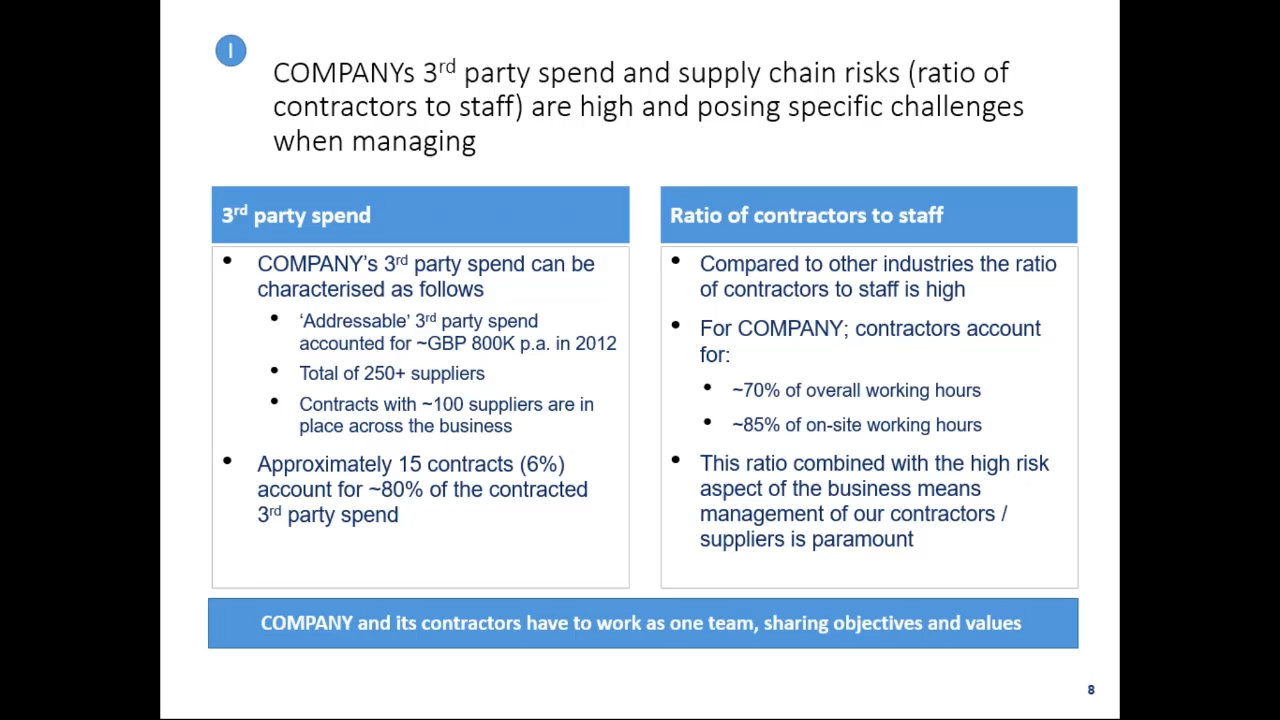 I
COMPANYs 3rd party spend and supply chain risks (ratio of
contractors to staff) are high and posing specific challenges
when managing
3rd party spend
• COMPANY’s 3rd party spend can be
characterised as follows
• ‘Addressable’ 3rd party spend
accounted for ~GBP 800K p.a. in 2012
• Total of 250+ suppliers
• Contracts with ~100 suppliers are in
place across the business
• Approximately 15 contracts (6%)
account for ~80% of the contracted
3rd party spend
Ratio of contractors to staff
• Compared to other industries the ratio
of contractors to staff is high
• For COMPANY; contractors account
for:
• ~70% of overall working hours
• ~85% of on-site working hours
• This ratio combined with the high risk
aspect of the business means
management of our contractors /
suppliers is paramount
COMPANY and its contractors have to work as one team, sharing objectives and values
8